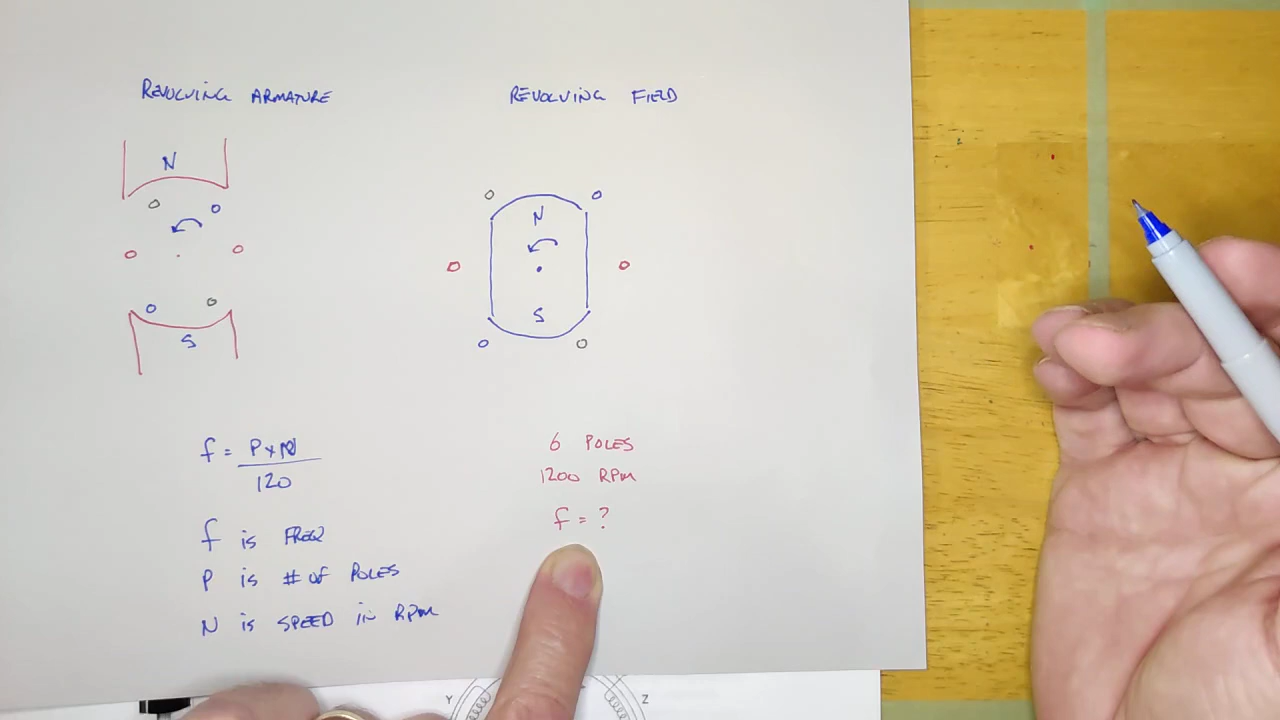 REVOLVING ARMATURE
REVOLVING FIELD
N
S
N
S
f = P x N
120
f is FREQ
P is # of POLES
N is SPEED in RPM
6 POLES
1200 RPM
f = ?
Y
Z